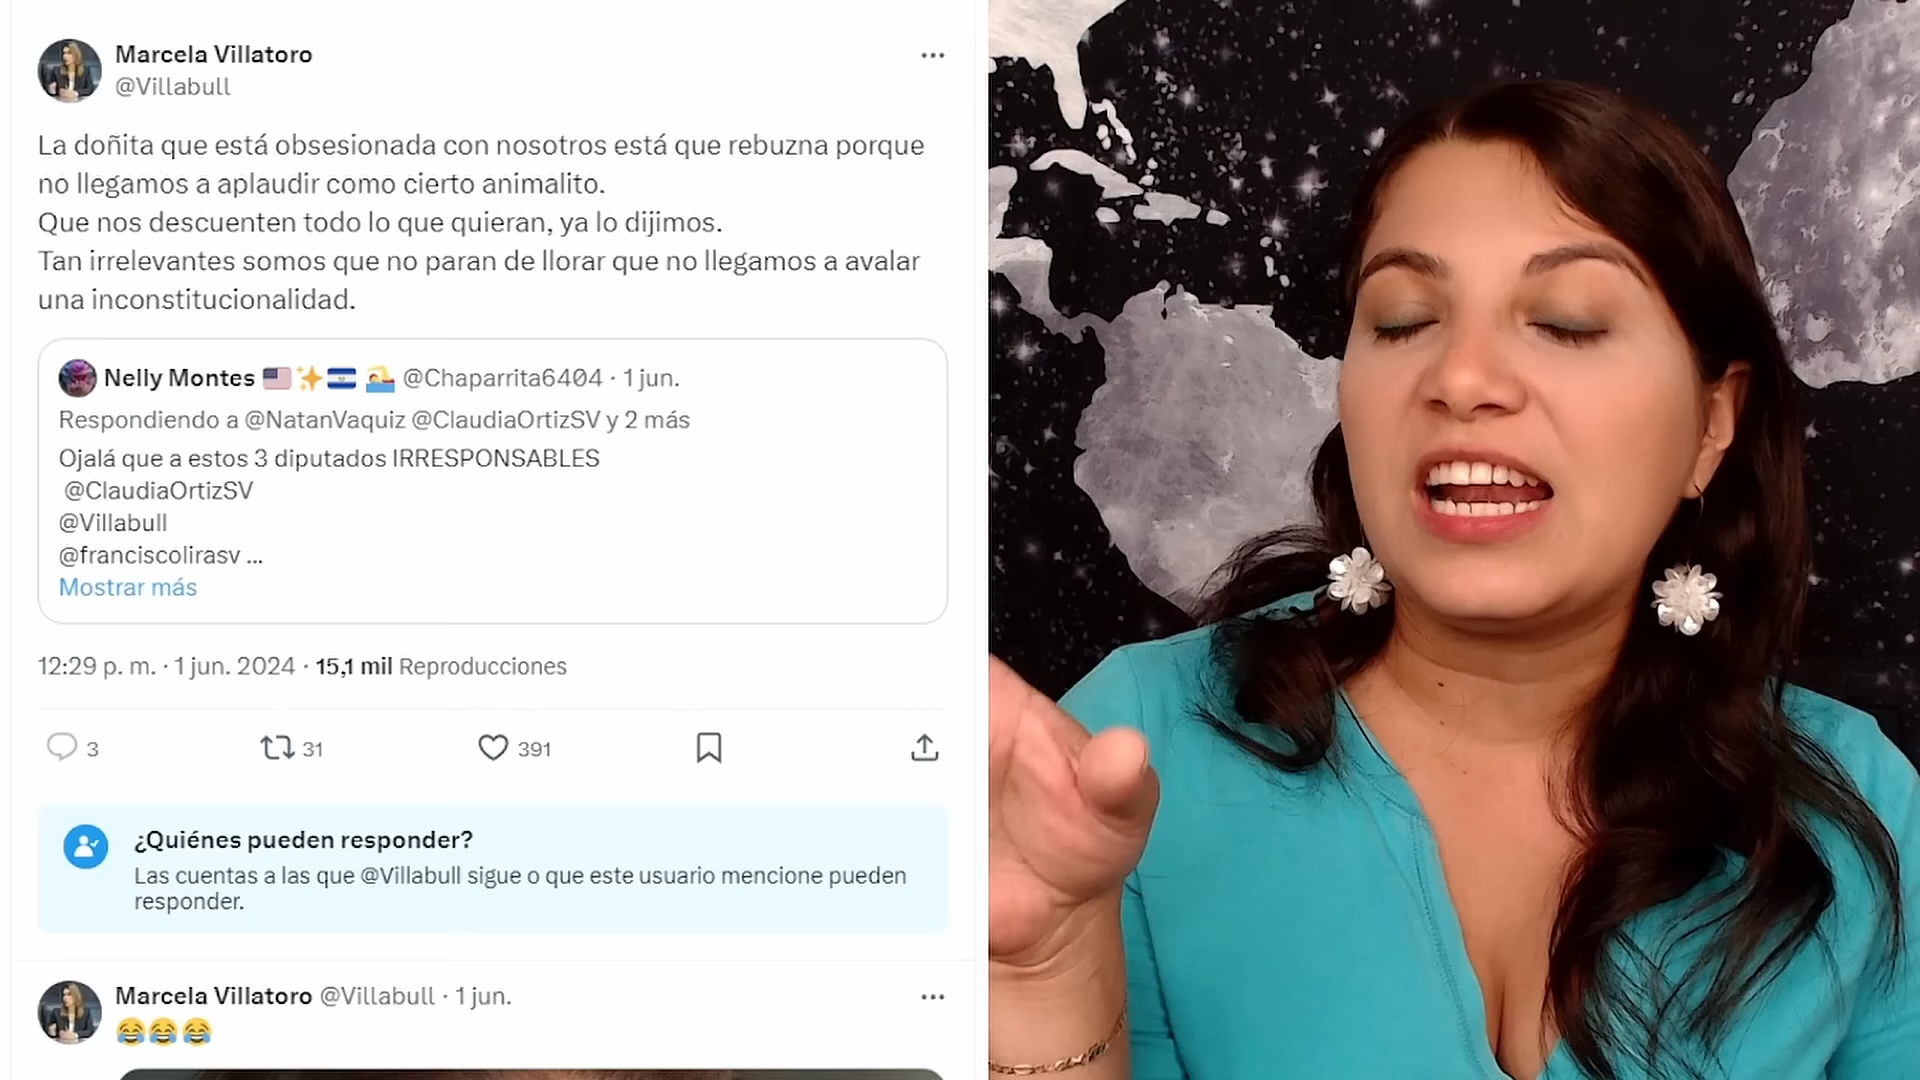 Marcela Villatoro
@Villabull
La doñita que está obsesionada con nosotros está que rebuzna porque
no llegamos a aplaudir como cierto animalito.
Que nos descuenten todo lo que quieran, ya lo dijimos.
Tan irrelevantes somos que no paran de llorar que no llegamos a avalar
una inconstitucionalidad.
Nelly Montes 🇺🇸✨🇸🇻 🏊 @Chaparrita6404 · 1 jun.
Respondiendo a @NatanVaquiz @ClaudiaOrtizSV y 2 más
Ojalá que a estos 3 diputados IRRESPONSABLES
@ClaudiaOrtizSV
@Villabull
@franciscolirasv ...
Mostrar más
12:29 p. m. · 1 jun. 2024 · 15,1 mil Reproducciones
3 31 391
¿Quiénes pueden responder?
Las cuentas a las que @Villabull sigue o que este usuario mencione pueden
responder.
Marcela Villatoro @Villabull · 1 jun.
😂😂😂